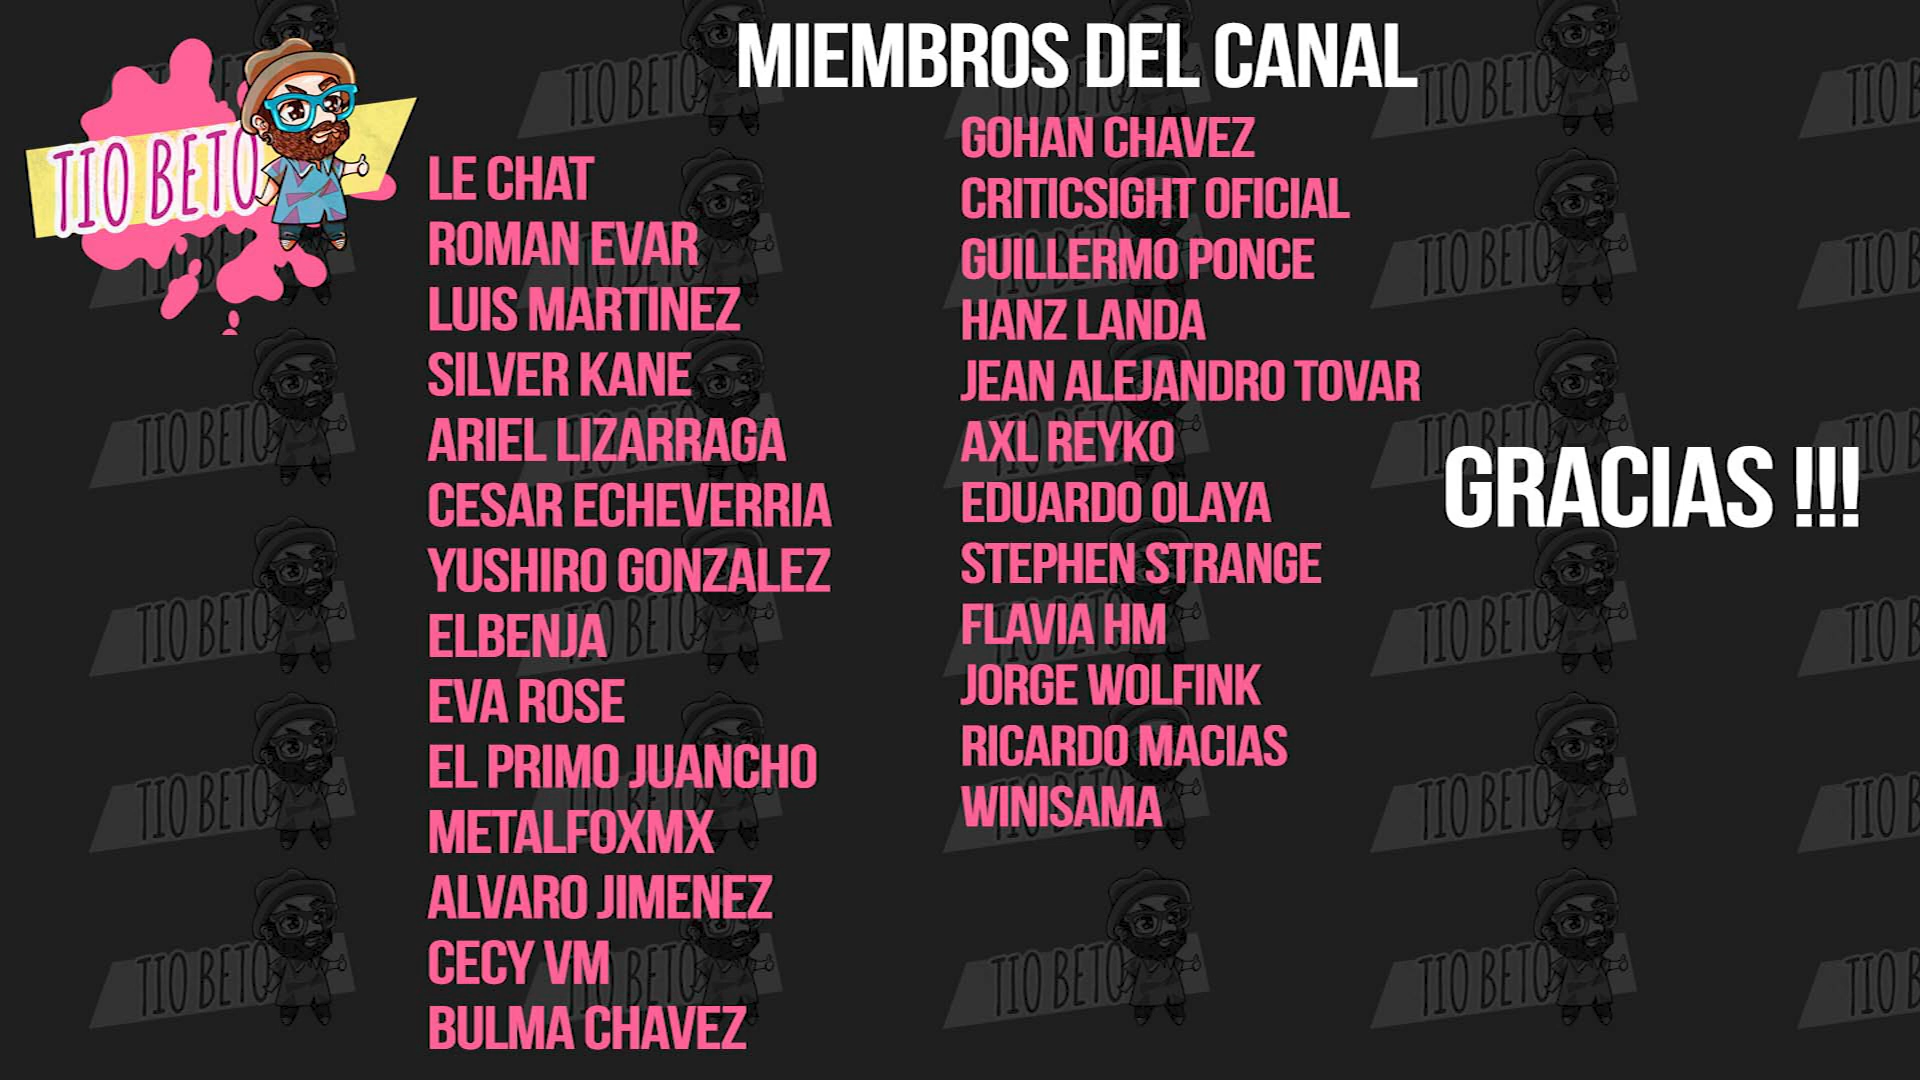 MIEMBROS DEL CANAL
TIO BETO
LE CHAT
ROMAN EVAR
LUIS MARTINEZ
SILVER KANE
ARIEL LIZARRAGA
CESAR ECHEVERRIA
YUSHIRO GONZALEZ
ELBENJA
EVA ROSE
EL PRIMO JUANCHO
METALFOXMX
ALVARO JIMENEZ
CECY VM
BULMA CHAVEZ
GOHAN CHAVEZ
CRITICSIGHT OFICIAL
GUILLERMO PONCE
HANZ LANDA
JEAN ALEJANDRO TOVAR
AXL REYKO
EDUARDO OLAYA
STEPHEN STRANGE
FLAVIA HM
JORGE WOLFINK
RICARDO MACIAS
WINISAMA
GRACIAS !!!